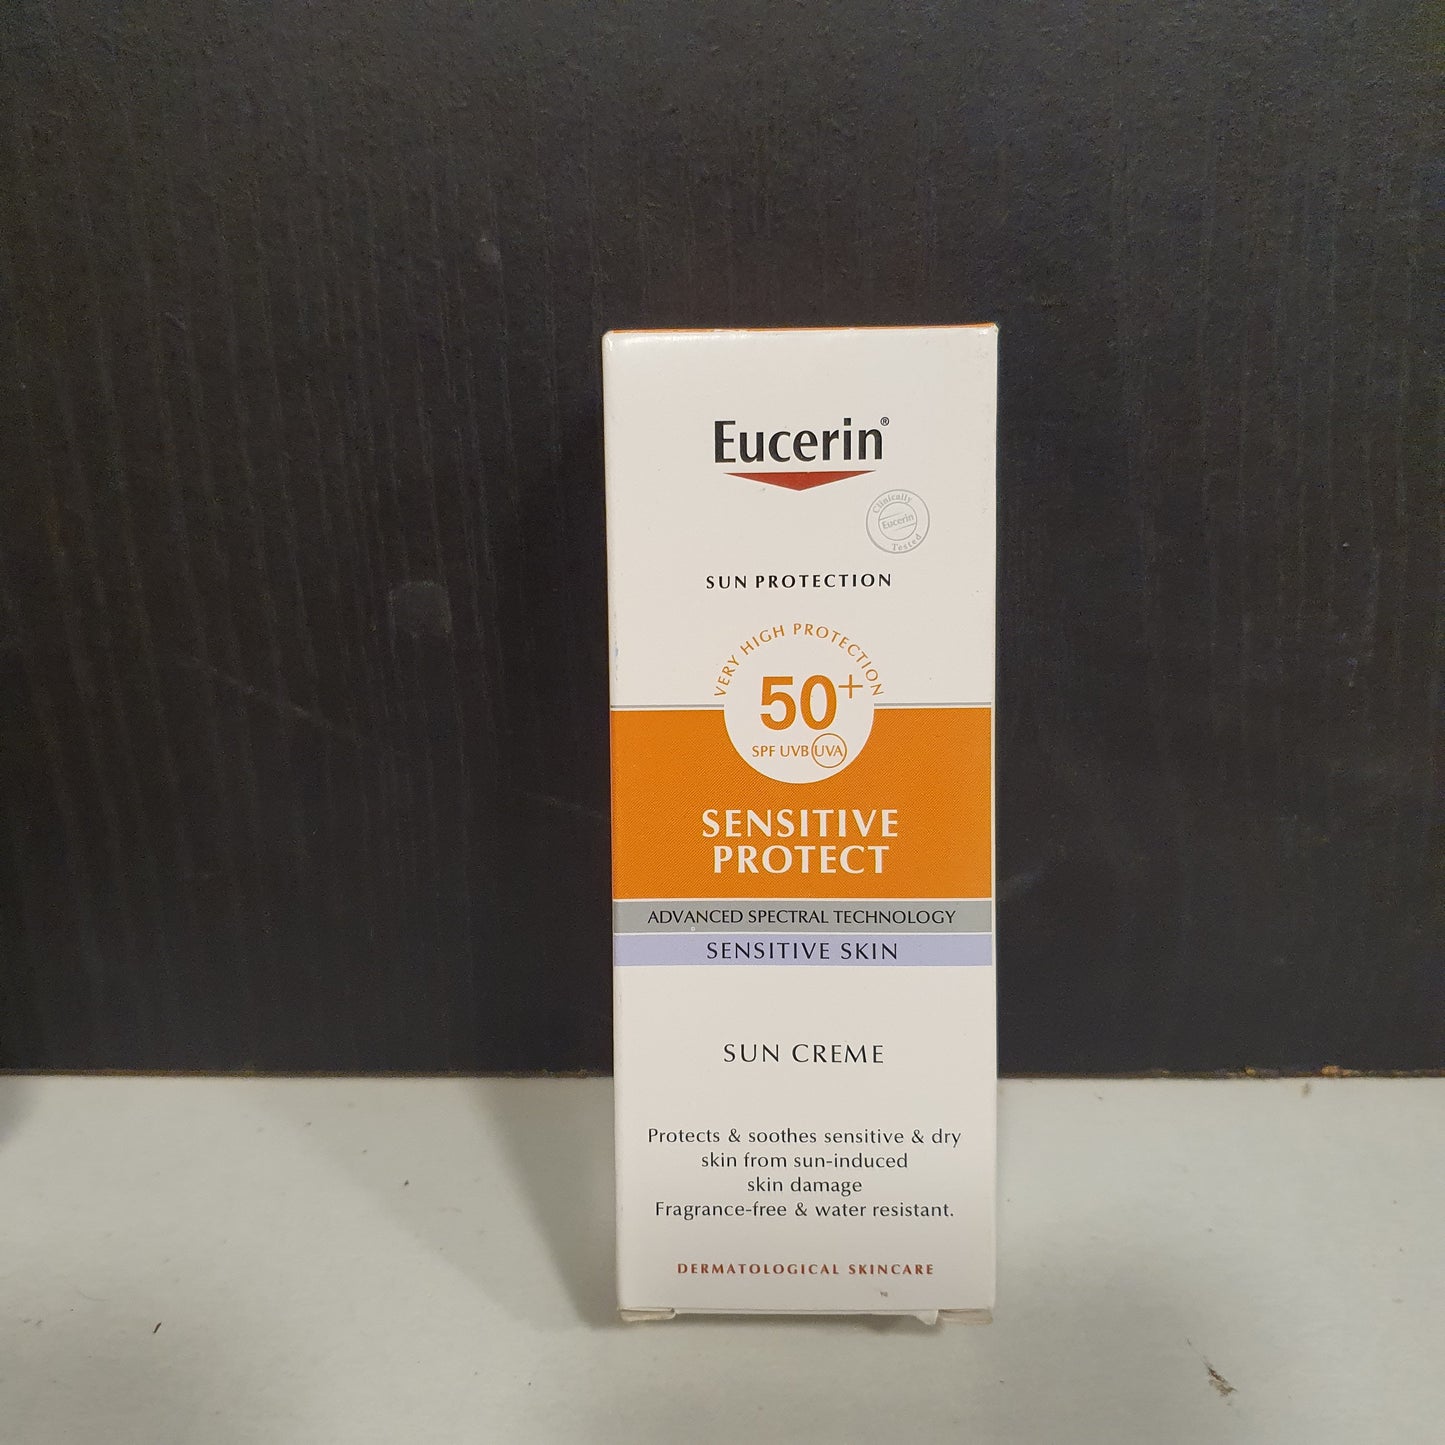 Eucerin®
Clinically
Eucerin
Tested
SUN PROTECTION
VERY HIGH PROTECTION
50+
SPF UVB UVA
SENSITIVE
PROTECT
ADVANCED SPECTRAL TECHNOLOGY
SENSITIVE SKIN
SUN CREME
Protects & soothes sensitive & dry
skin from sun-induced
skin damage
Fragrance-free & water resistant.
DERMATOLOGICAL SKINCARE